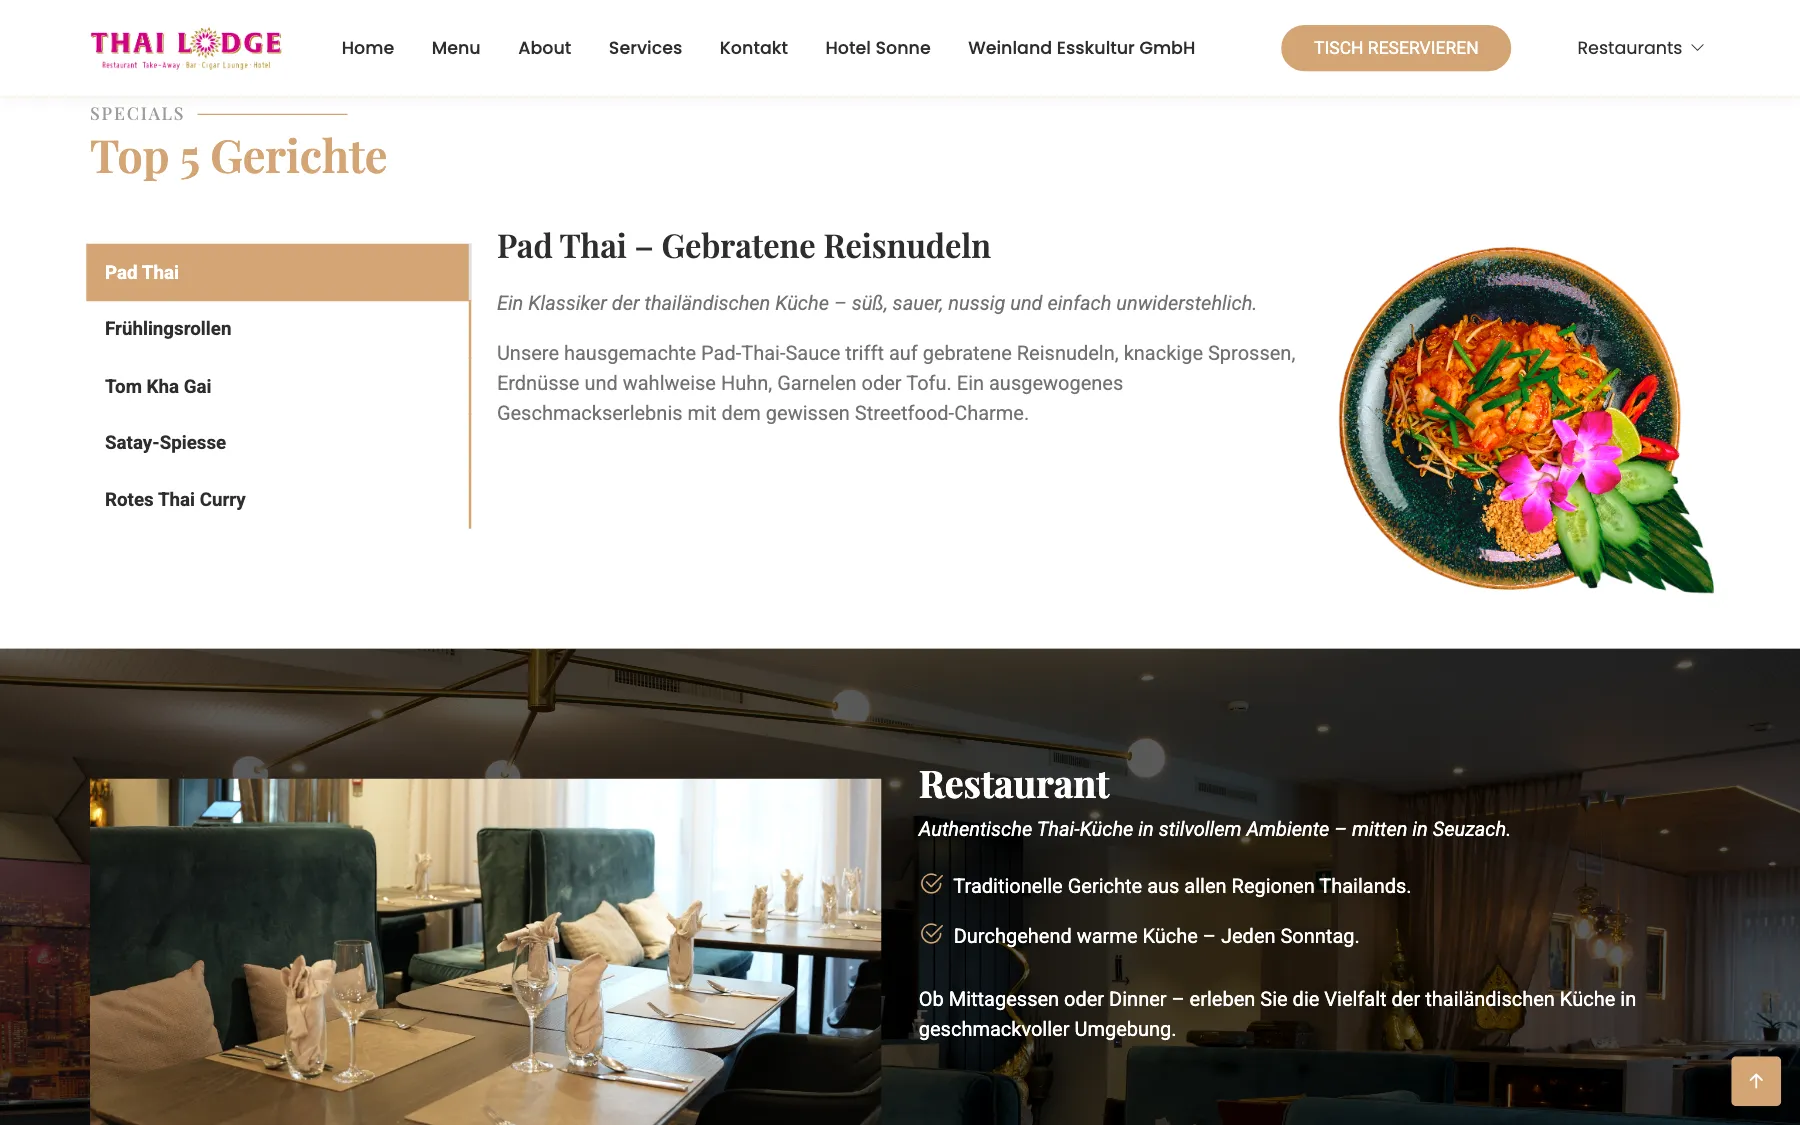 THAI LODGE
Restaurant Take-Away · Bar · Cigar Lounge · Hotel
Home
Menu
About
Services
Kontakt
Hotel Sonne
Weinland Esskultur GmbH
TISCH RESERVIEREN
Restaurants
SPECIALS
Top 5 Gerichte
Pad Thai
Frühlingsrollen
Tom Kha Gai
Satay-Spiesse
Rotes Thai Curry
Pad Thai – Gebratene Reisnudeln
Ein Klassiker der thailändischen Küche – süß, sauer, nussig und einfach unwiderstehlich.
Unsere hausgemachte Pad-Thai-Sauce trifft auf gebratene Reisnudeln, knackige Sprossen,
Erdnüsse und wahlweise Huhn, Garnelen oder Tofu. Ein ausgewogenes
Geschmackserlebnis mit dem gewissen Streetfood-Charme.
Restaurant
Authentische Thai-Küche in stilvollem Ambiente – mitten in Seuzach.
Traditionelle Gerichte aus allen Regionen Thailands.
Durchgehend warme Küche – Jeden Sonntag.
Ob Mittagessen oder Dinner – erleben Sie die Vielfalt der thailändischen Küche in
geschmackvoller Umgebung.